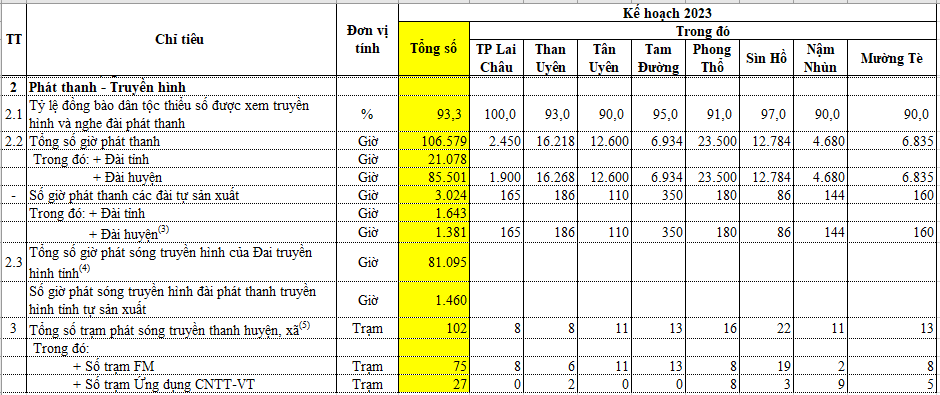 TT Chỉ tiêu Đơn vị tính Kế hoạch 2023
Tổng số Trong đó
TP Lai Châu Than Uyên Tân Uyên Tam Đường Phong Thổ Sìn Hồ Nậm Nhùn Mường Tè
2 Phát thanh - Truyền hình
2.1 Tỷ lệ đồng bào dân tộc thiểu số được xem truyền hình và nghe đài phát thanh % 93,3 100,0 93,0 90,0 95,0 91,0 97,0 90,0 90,0
2.2 Tổng số giờ phát thanh Giờ 106.579 2.450 16.218 12.600 6.934 23.500 12.784 4.680 6.835
Trong đó: + Đài tỉnh Giờ 21.078
+ Đài huyện Giờ 85.501 1.900 16.268 12.600 6.934 23.500 12.784 4.680 6.835
- Số giờ phát thanh các đài tự sản xuất Giờ 3.024 165 186 110 350 180 86 144 160
Trong đó: + Đài tỉnh Giờ 1.643
+ Đài huyện(3) Giờ 1.381 165 186 110 350 180 86 144 160
2.3 Tổng số giờ phát sóng truyền hình của Đai truyền hình tỉnh(4) Giờ 81.095
Số giờ phát sóng truyền hình đài phát thanh truyền hình tỉnh tự sản xuất Giờ 1.460
3 Tổng số trạm phát sóng truyền thanh huyện, xã(5) Trạm 102 8 8 11 13 16 22 11 13
Trong đó:
+ Số trạm FM Trạm 75 8 6 11 13 8 19 2 8
+ Số trạm Ứng dụng CNTT-VT Trạm 27 0 2 0 0 8 3 9 5